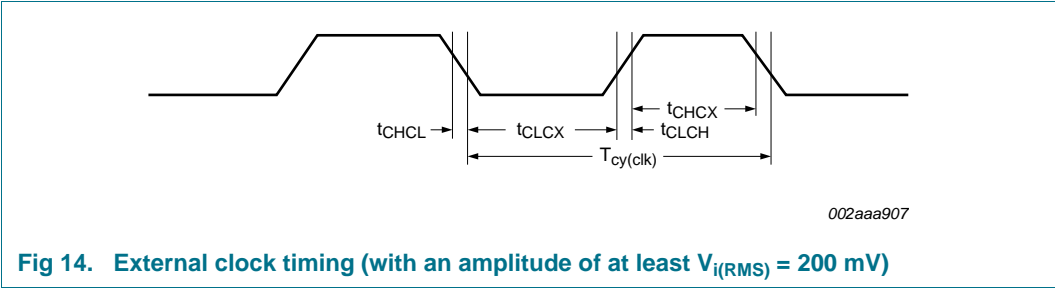 tCHCX
tCHCL
tCLCX
tCLCH
Tcy(clk)
002aaa907
Fig 14. External clock timing (with an amplitude of at least Vi(RMS) = 200 mV)